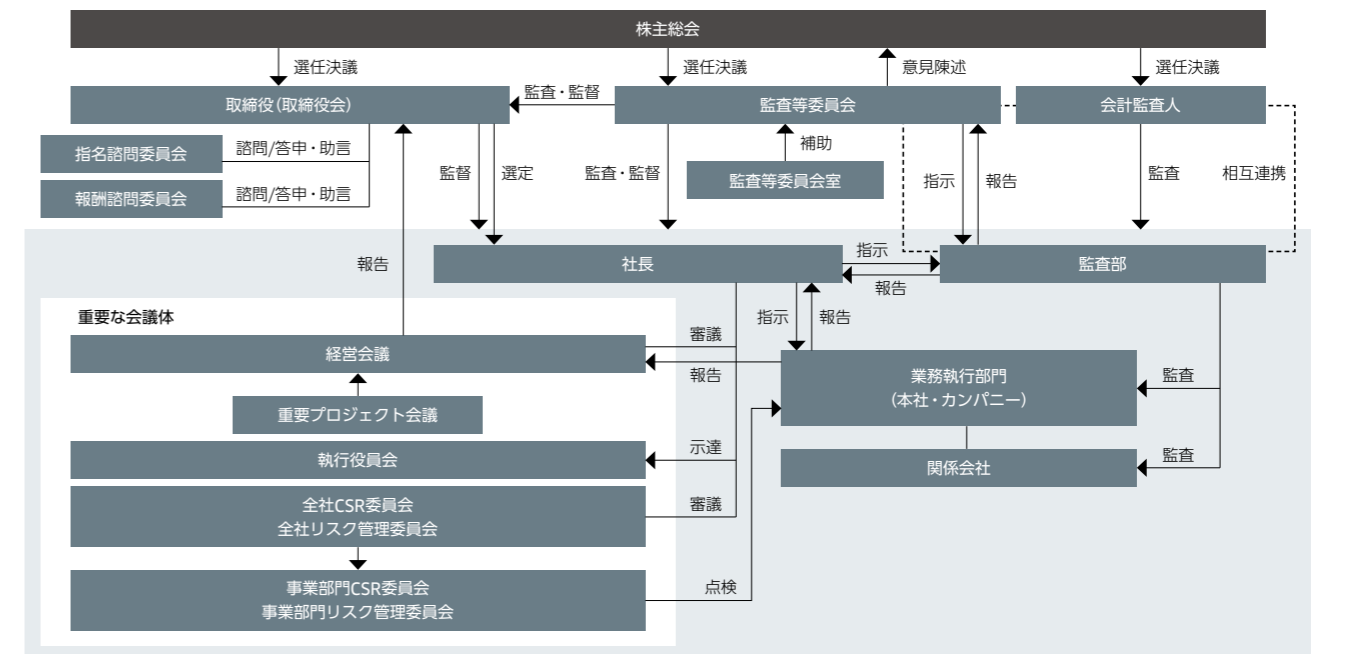 株主総会
選任決議
選任決議
意見陳述
選任決議
取締役（取締役会）
監査・監督
監査等委員会
会計監査人
指名諮問委員会
諮問/答申・助言
報酬諮問委員会
諮問/答申・助言
監督
選定
監査・監督
補助
監査等委員会室
指示
報告
監査
相互連携
報告
社長
指示
報告
監査部
重要な会議体
指示
報告
経営会議
審議
報告
重要プロジェクト会議
業務執行部門
（本社・カンパニー）
監査
執行役員会
示達
関係会社
監査
全社CSR委員会
全社リスク管理委員会
審議
事業部門CSR委員会
事業部門リスク管理委員会
点検